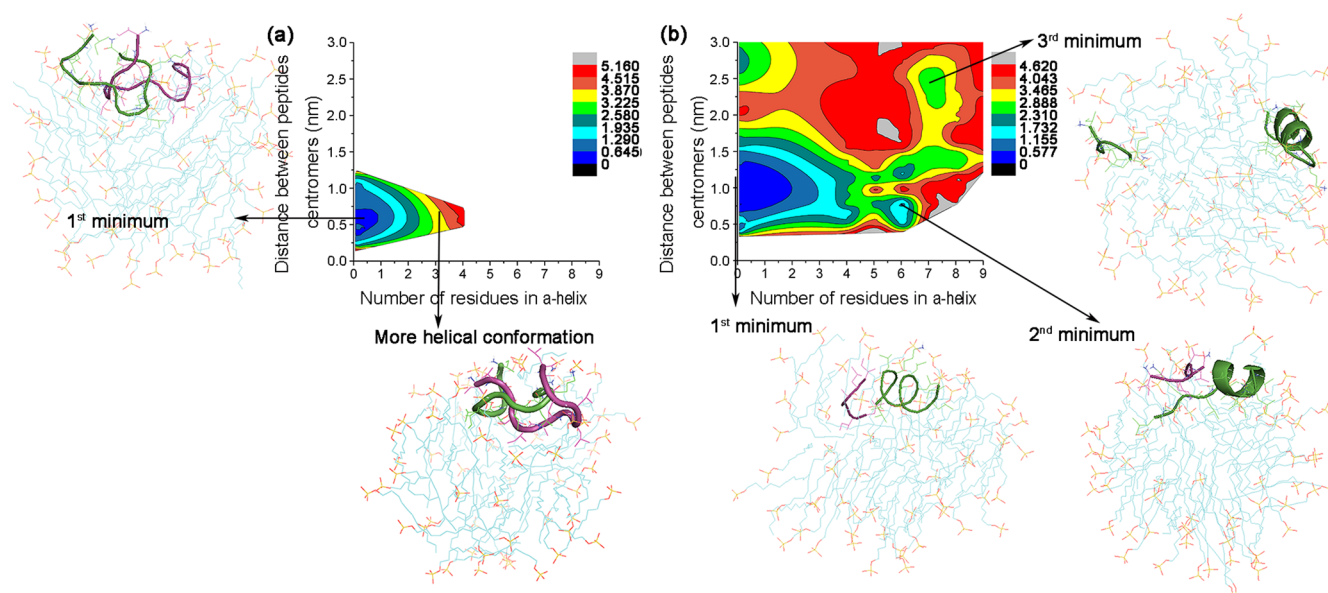 (a)
Distance between peptides
centromers (nm)
3.0
2.5
2.0
1.5
1.0
0.5
0.0
0 1 2 3 4 5 6 7 8 9
Number of residues in a-helix
5.160
4.515
3.870
3.225
2.580
1.935
1.290
0.645
0
1st minimum
More helical conformation
(b)
Distance between peptides
centromers (nm)
3.0
2.5
2.0
1.5
1.0
0.5
0.0
0 1 2 3 4 5 6 7 8 9
Number of residues in a-helix
4.620
4.043
3.465
2.888
2.310
1.732
1.155
0.577
0
3rd minimum
1st minimum
2nd minimum